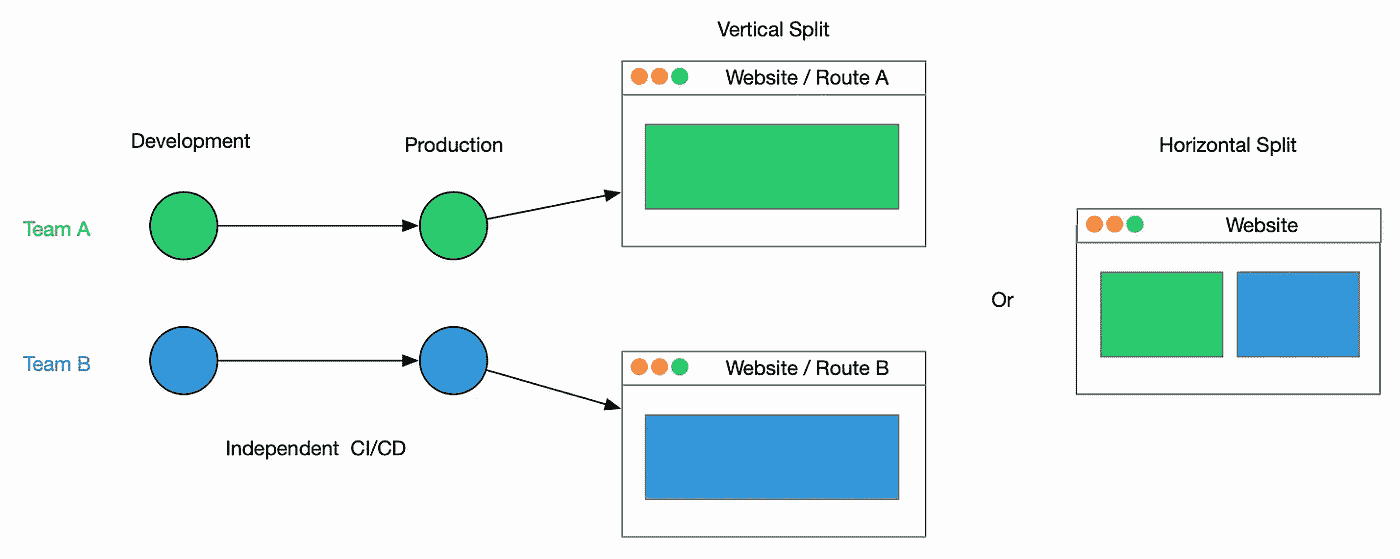 Vertical Split
Website / Route A
Development
Production
Horizontal Split
Team A
Website
Or
Team B
Website / Route B
Independent CI/CD